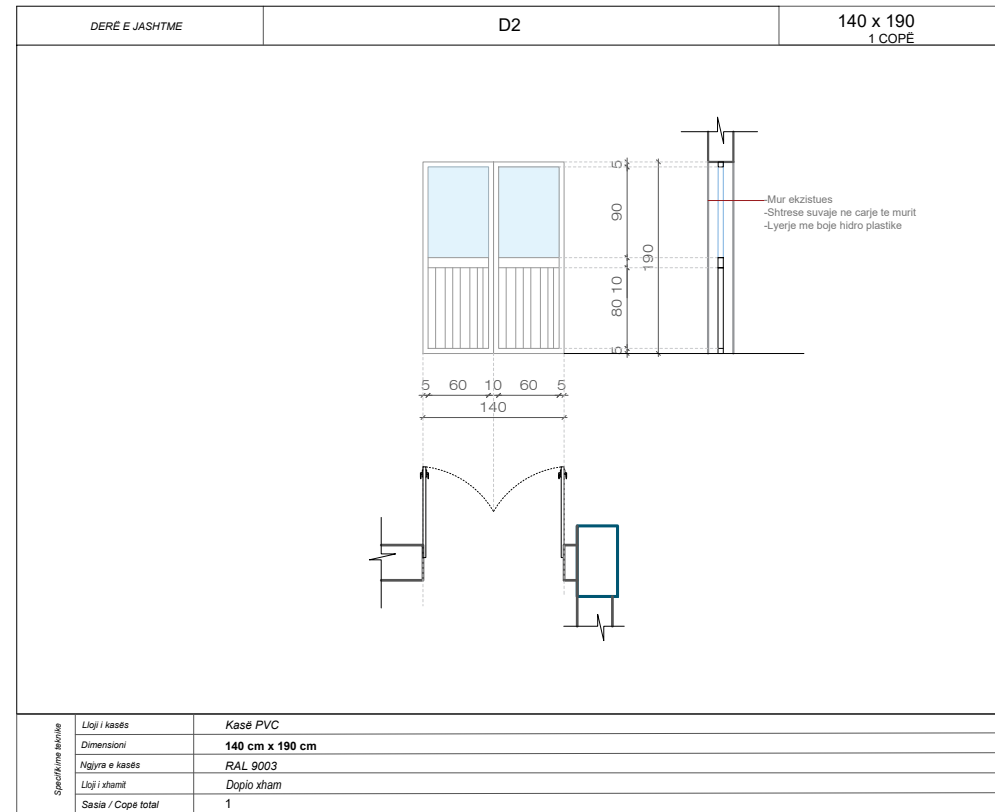 DERË E JASHTME
D2
140 x 190
1 COPË
5
90
10
80
5
190
-Mur ekzistues
-Shtrese suvaje ne carje te murit
-Lyerje me boje hidro plastike
5 60 10 60 5
140
Specifikime teknike
Lloji i kasës Kasë PVC
Dimensioni 140 cm x 190 cm
Ngjyra e kasës RAL 9003
Lloji i xhamit Dopio xham
Sasia / Copë total 1